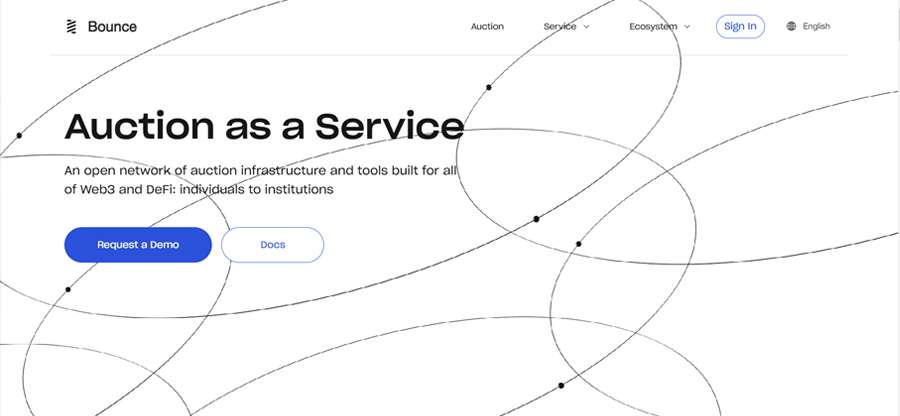 Bounce
Auction
Service
Ecosystem
Sign In
English
Auction as a Service
An open network of auction infrastructure and tools built for all
of Web3 and DeFi: individuals to institutions
Request a Demo
Docs